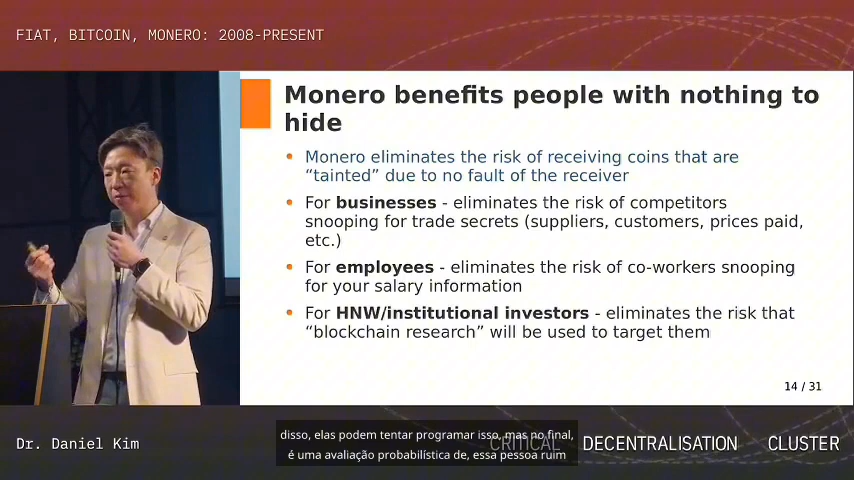 FIAT, BITCOIN, MONERO: 2008-PRESENT
Monero benefits people with nothing to
hide
• Monero eliminates the risk of receiving coins that are
“tainted” due to no fault of the receiver
• For businesses - eliminates the risk of competitors
snooping for trade secrets (suppliers, customers, prices paid,
etc.)
• For employees - eliminates the risk of co-workers snooping
for your salary information
• For HNW/institutional investors - eliminates the risk that
“blockchain research” will be used to target them
14 / 31
Dr. Daniel Kim
CRITICAL DECENTRALISATION CLUSTER
disso, elas podem tentar programar isso, mas no final,
é uma avaliação probabilística de, essa pessoa ruim